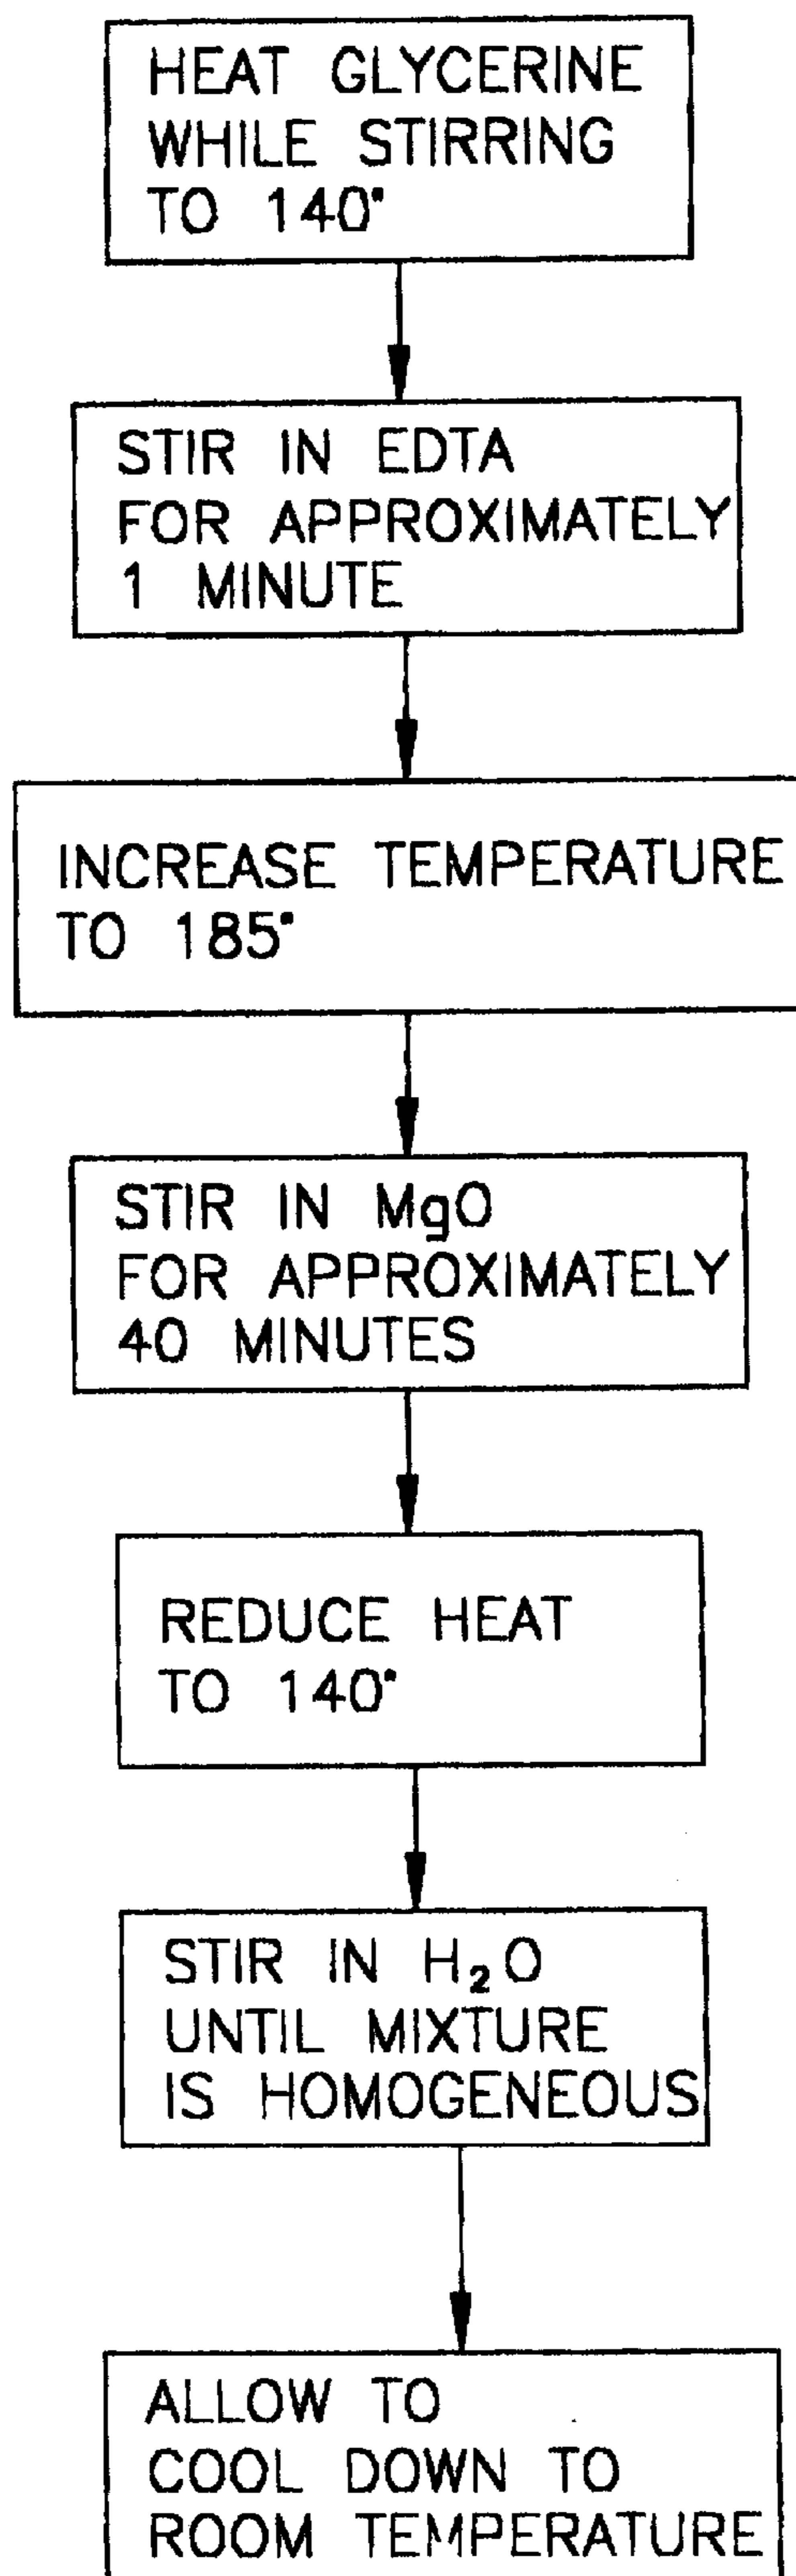 HEAT GLYCERINE
WHILE STIRRING
TO 140°
STIR IN EDTA
FOR APPROXIMATELY
1 MINUTE
INCREASE TEMPERATURE
TO 185°
STIR IN MgO
FOR APPROXIMATELY
40 MINUTES
REDUCE HEAT
TO 140°
STIR IN H₂O
UNTIL MIXTURE
IS HOMOGENEOUS
ALLOW TO
COOL DOWN TO
ROOM TEMPERATURE